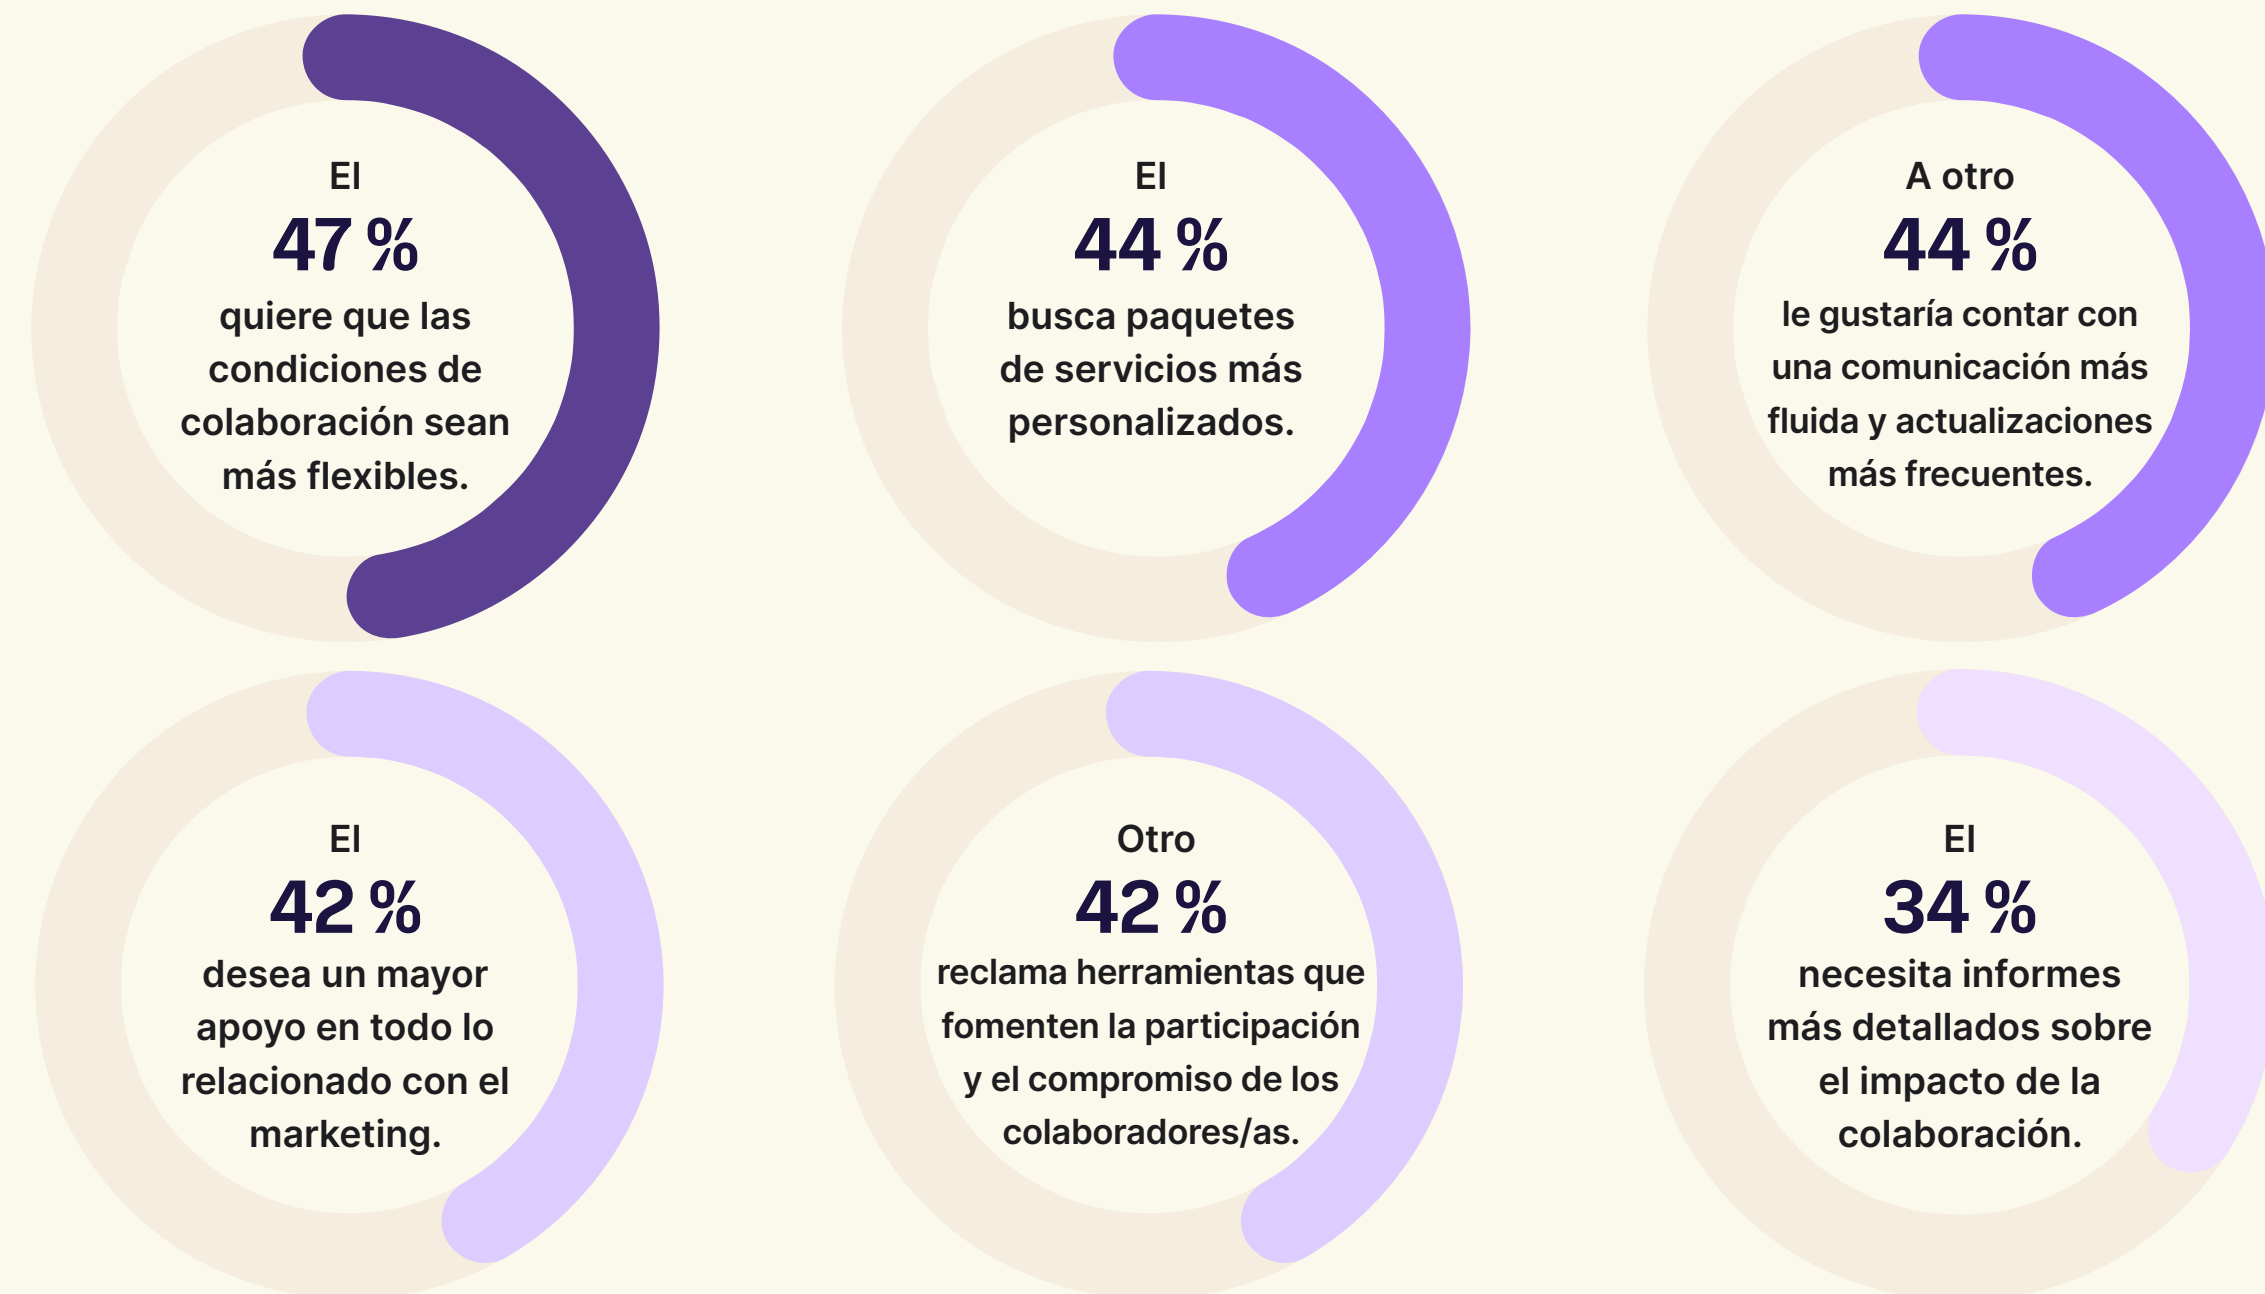 El
47 %
quiere que las
condiciones de
colaboración sean
más flexibles.
El
44 %
busca paquetes
de servicios más
personalizados.
A otro
44 %
le gustaría contar con
una comunicación más
fluida y actualizaciones
más frecuentes.
El
42 %
desea un mayor
apoyo en todo lo
relacionado con el
marketing.
Otro
42 %
reclama herramientas que
fomenten la participación
y el compromiso de los
colaboradores/as.
El
34 %
necesita informes
más detallados sobre
el impacto de la
colaboración.